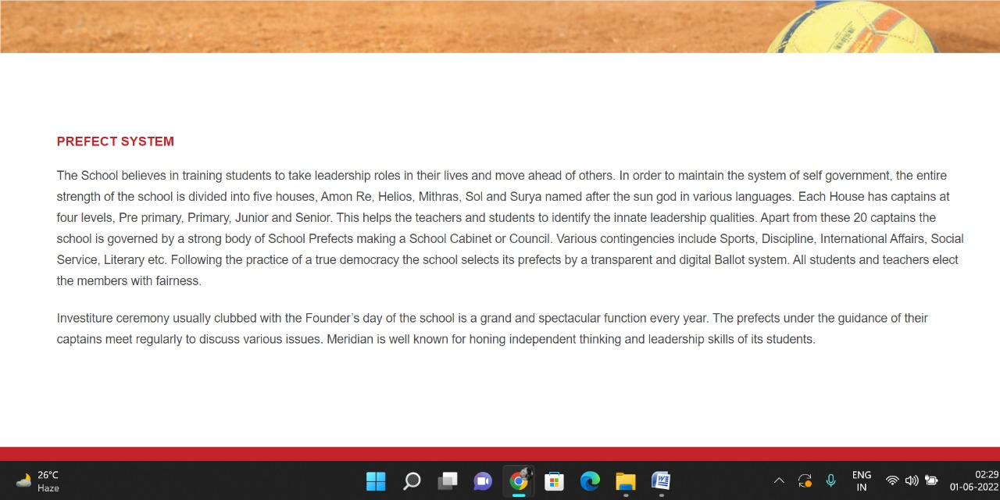 PREFECT SYSTEM
The School believes in training students to take leadership roles in their lives and move ahead of others. In order to maintain the system of self government, the entire
strength of the school is divided into five houses, Amon Re, Helios, Mithras, Sol and Surya named after the sun god in various languages. Each House has captains at
four levels, Pre primary, Primary, Junior and Senior. This helps the teachers and students to identify the innate leadership qualities. Apart from these 20 captains the
school is governed by a strong body of School Prefects making a School Cabinet or Council. Various contingencies include Sports, Discipline, International Affairs, Social
Service, Literary etc. Following the practice of a true democracy the school selects its prefects by a transparent and digital Ballot system. All students and teachers elect
the members with fairness.
Investiture ceremony usually clubbed with the Founder’s day of the school is a grand and spectacular function every year. The prefects under the guidance of their
captains meet regularly to discuss various issues. Meridian is well known for honing independent thinking and leadership skills of its students.
26°C
Haze
ENG
IN
02:29
01-06-2022